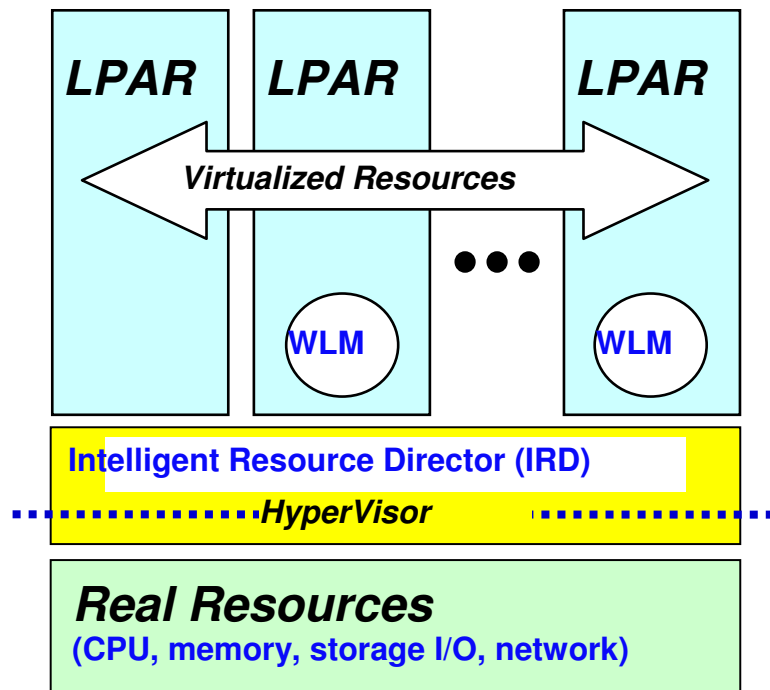 LPAR LPAR LPAR
Virtualized Resources
WLM WLM
Intelligent Resource Director (IRD)
HyperVisor
Real Resources
(CPU, memory, storage I/O, network)